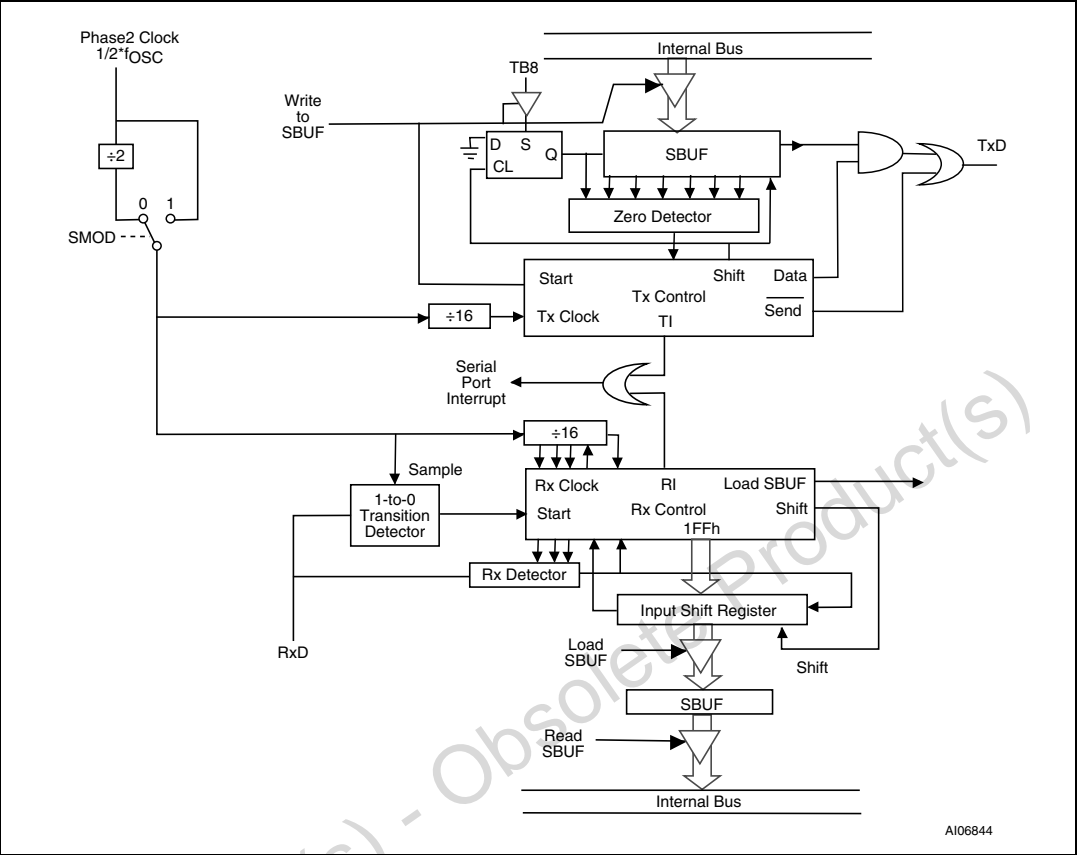 Phase2 Clock
1/2*fOSC
Internal Bus
TB8
Write
to
SBUF
D S
Q
CL
SBUF
TxD
÷2
0 1
Zero Detector
SMOD
Start
Shift
Data
Tx Control
Send
÷16
Tx Clock
TI
Serial
Port
Interrupt
÷16
Sample
Rx Clock
RI
Load SBUF
1-to-0
Transition
Detector
Start
Rx Control
Shift
1FFh
Rx Detector
Input Shift Register
RxD
Load
SBUF
Shift
SBUF
Read
SBUF
Internal Bus
AI06844
(s) - Obsolete Product(s)